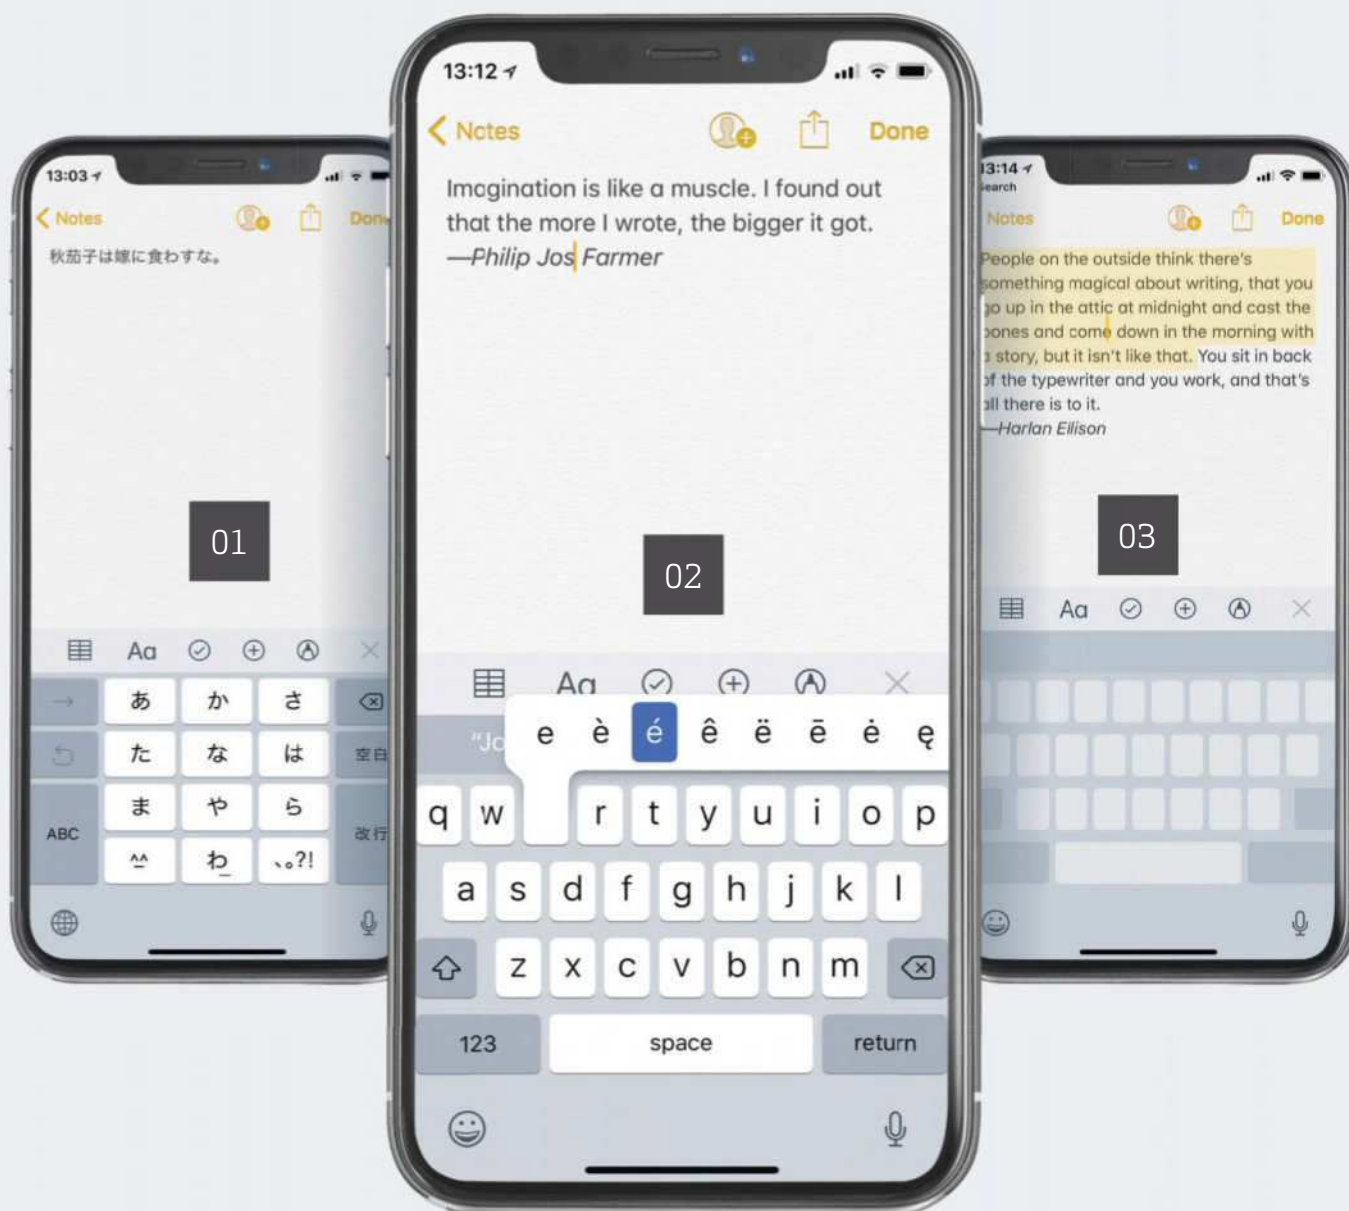 13:03
Notes
Done
秋茄子は嫁に食わすな。
01
Aa
あ か さ
た な は 空白
ABC ま や ら 改行
^^ わ 、。?!
13:12
Notes
Done
Imagination is like a muscle. I found out
that the more I wrote, the bigger it got.
—Philip Jos Farmer
02
Aa
"Jo
e è é ê ë ē ė ę
q w r t y u i o p
a s d f g h j k l
z x c v b n m
123 space return
13:14
Search
Notes
Done
People on the outside think there's
something magical about writing, that you
go up in the attic at midnight and cast the
bones and come down in the morning with
a story, but it isn't like that. You sit in back
of the typewriter and you work, and that's
all there is to it.
—Harlan Ellison
03
Aa